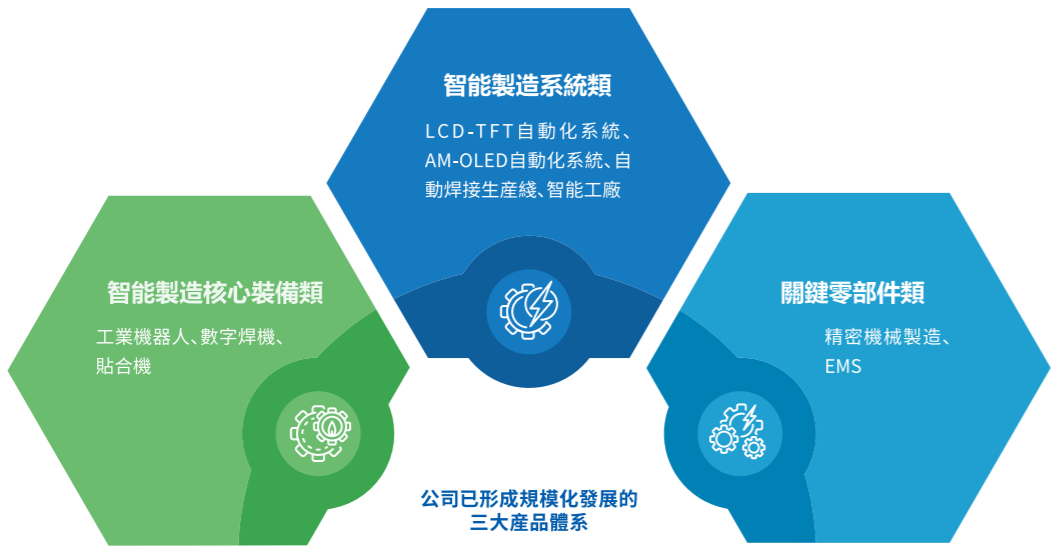 智能製造系統類
LCD-TFT自動化系統、
AM-OLED自動化系統、自
動焊接生産綫、智能工廠
智能製造核心裝備類
工業機器人、數字焊機、
貼合機
關鍵零部件類
精密機械製造、
EMS
公司已形成規模化發展的
三大産品體系